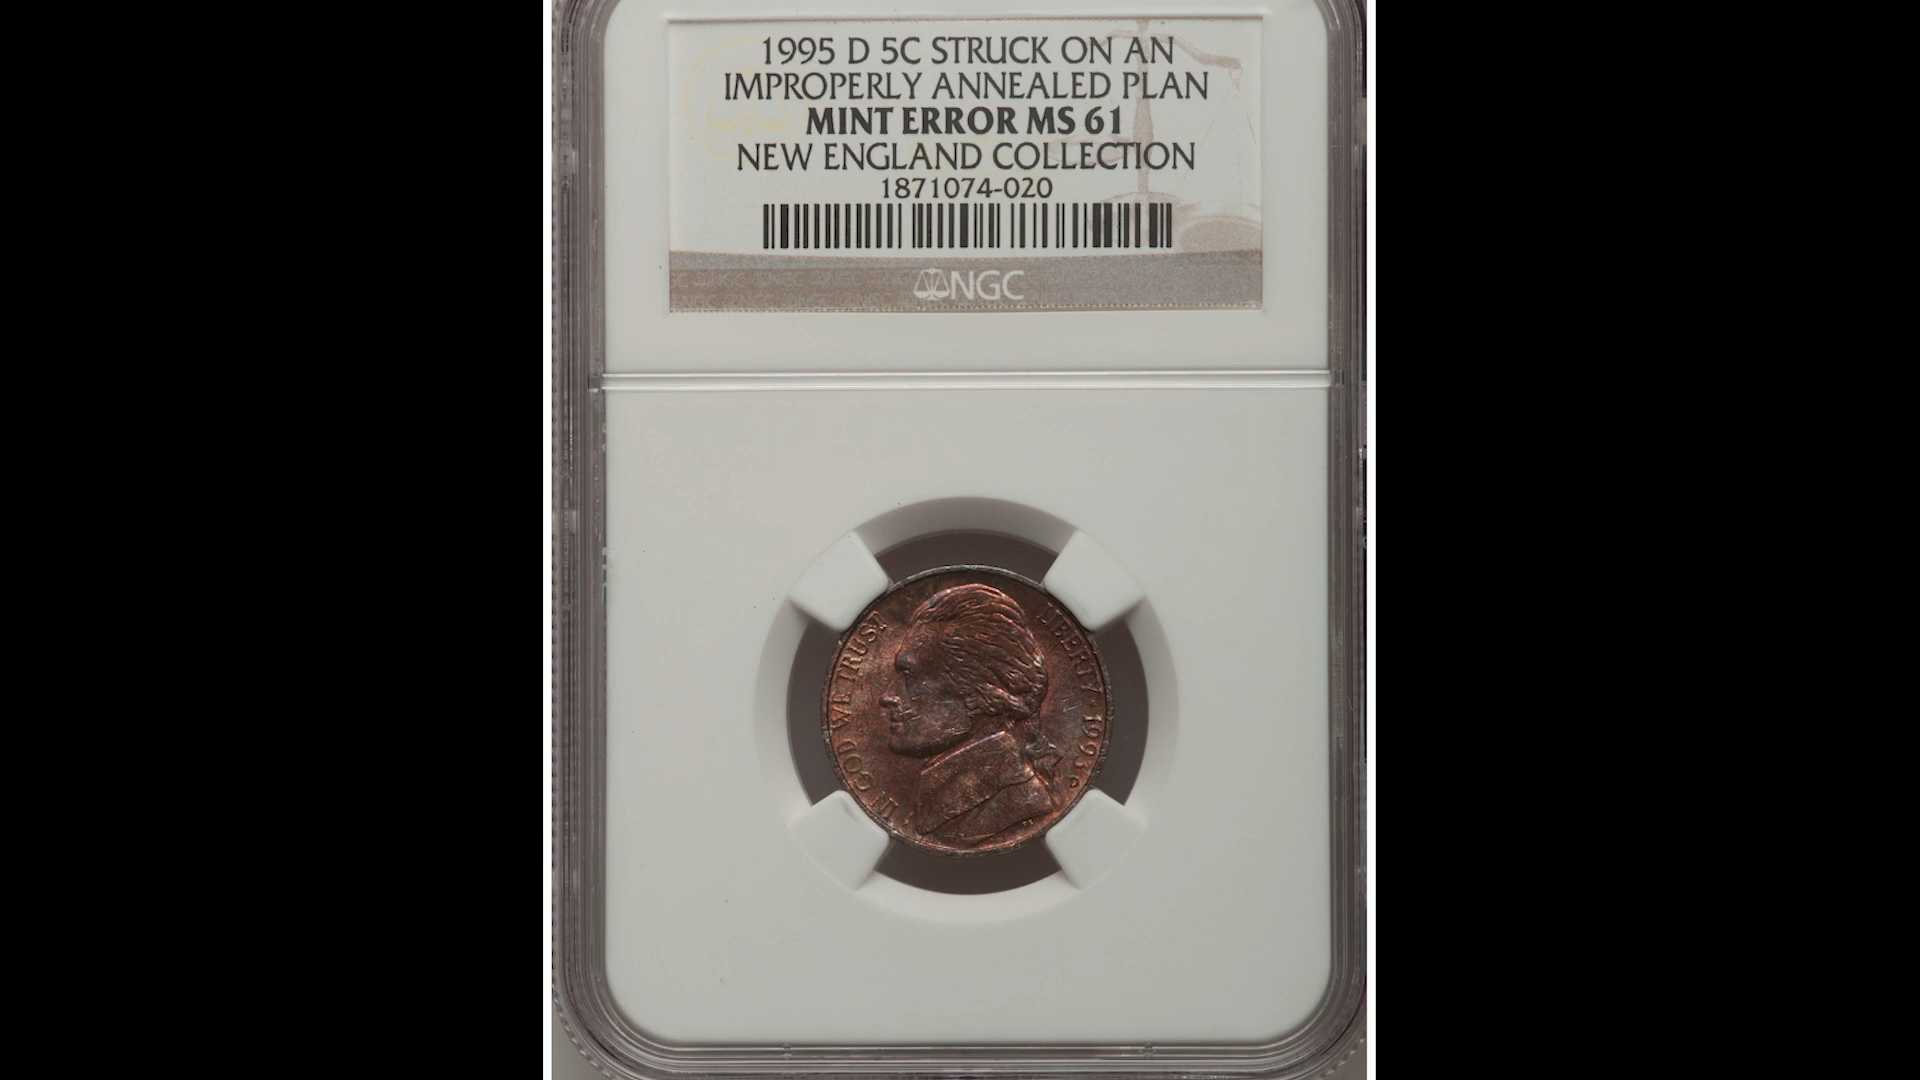 1995 D 5C STRUCK ON AN
IMPROPERLY ANNEALED PLAN
MINT ERROR MS 61
NEW ENGLAND COLLECTION
1871074-020
NGC
IN GOD WE TRUST
LIBERTY